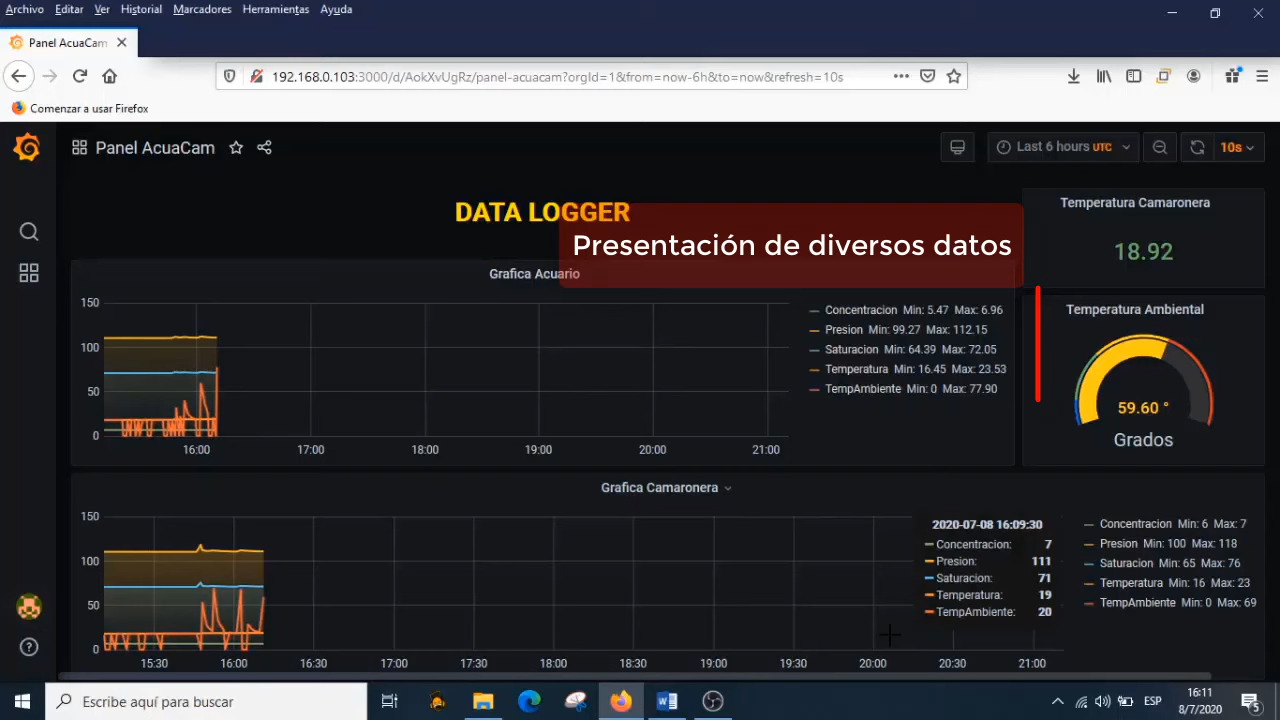 Archivo Editar Ver Historial Marcadores Herramientas Ayuda
Panel AcuaCam
192.168.0.103:3000/d/AokXvUgRz/panel-acuacam?orgId=1&from=now-6h&to=now&refresh=10s
Comenzar a usar Firefox
Panel AcuaCam
Last 6 hours UTC
10s
DATA LOGGER
Presentación de diversos datos
Temperatura Camaronera
18.92
Grafica Acuario
150
100
50
0
16:00 17:00 18:00 19:00 20:00 21:00
Concentracion Min: 5.47 Max: 6.96
Presion Min: 99.27 Max: 112.15
Saturacion Min: 64.39 Max: 72.05
Temperatura Min: 16.45 Max: 23.53
TempAmbiente Min: 0 Max: 77.90
Temperatura Ambiental
59.60 °
Grados
Grafica Camaronera
150
100
50
0
15:30 16:00 16:30 17:00 17:30 18:00 18:30 19:00 19:30 20:00 20:30 21:00
2020-07-08 16:09:30
Concentracion: 7
Presion: 111
Saturacion: 71
Temperatura: 19
TempAmbiente: 20
Concentracion Min: 6 Max: 7
Presion Min: 100 Max: 118
Saturacion Min: 65 Max: 76
Temperatura Min: 16 Max: 23
TempAmbiente Min: 0 Max: 69
Escribe aquí para buscar
ESP
16:11
8/7/2020
5